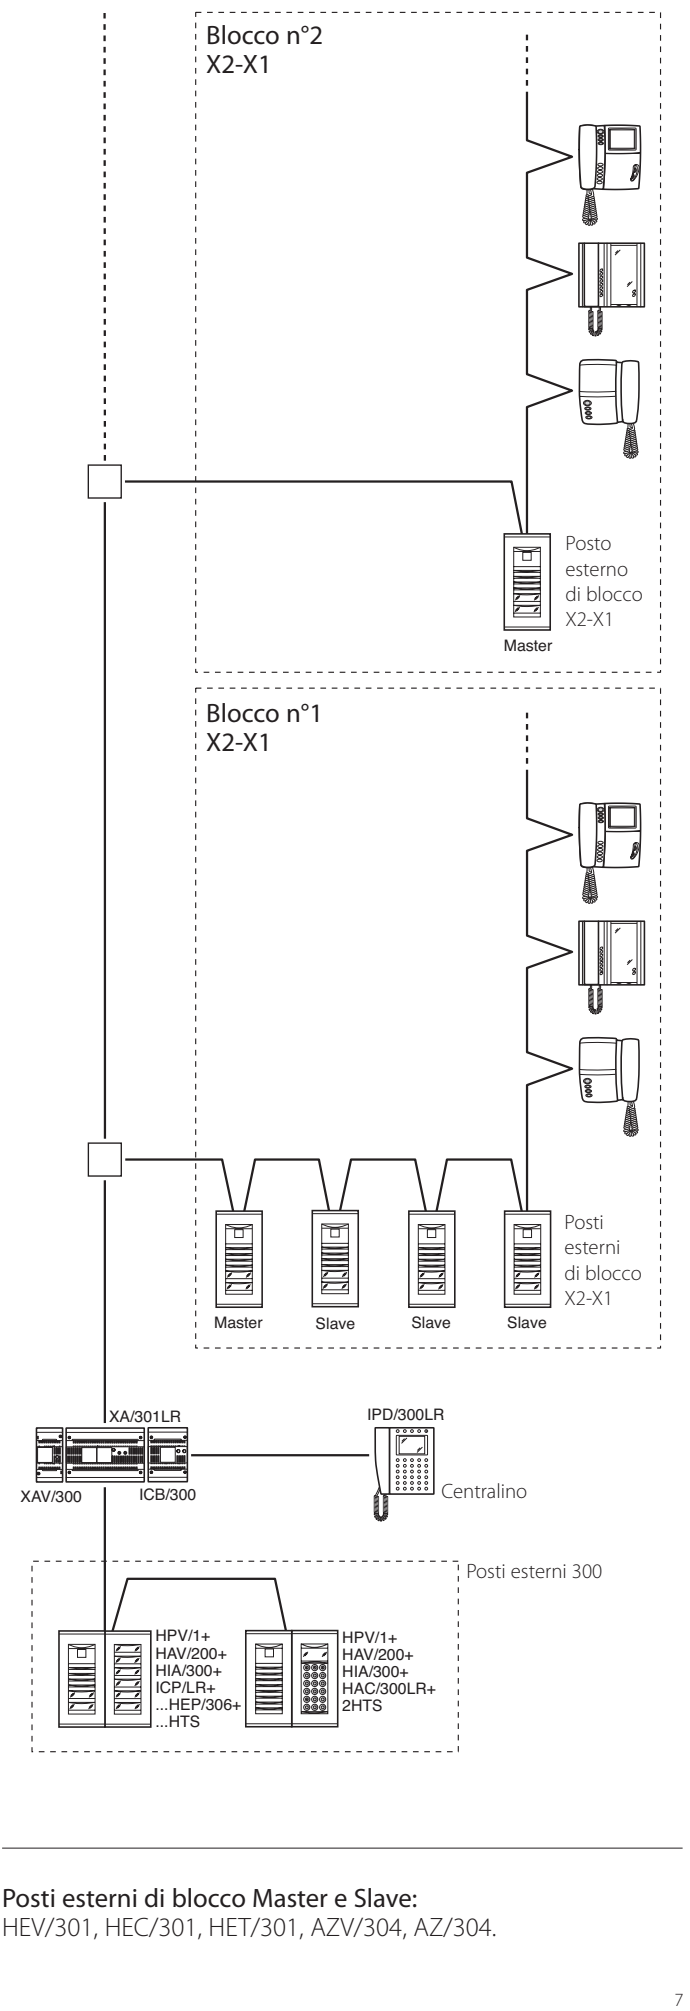 Blocco n°2
X2-X1
Posto
esterno
di blocco
X2-X1
Master
Blocco n°1
X2-X1
Posti
esterni
di blocco
X2-X1
Master
Slave
Slave
Slave
XA/301LR
IPD/300LR
XAV/300
ICB/300
Centralino
Posti esterni 300
HPV/1+
HAV/200+
HIA/300+
ICP/LR+
...HEP/306+
...HTS
HPV/1+
HAV/200+
HIA/300+
HAC/300LR+
2HTS
Posti esterni di blocco Master e Slave:
HEV/301, HEC/301, HET/301, AZV/304, AZ/304.
7